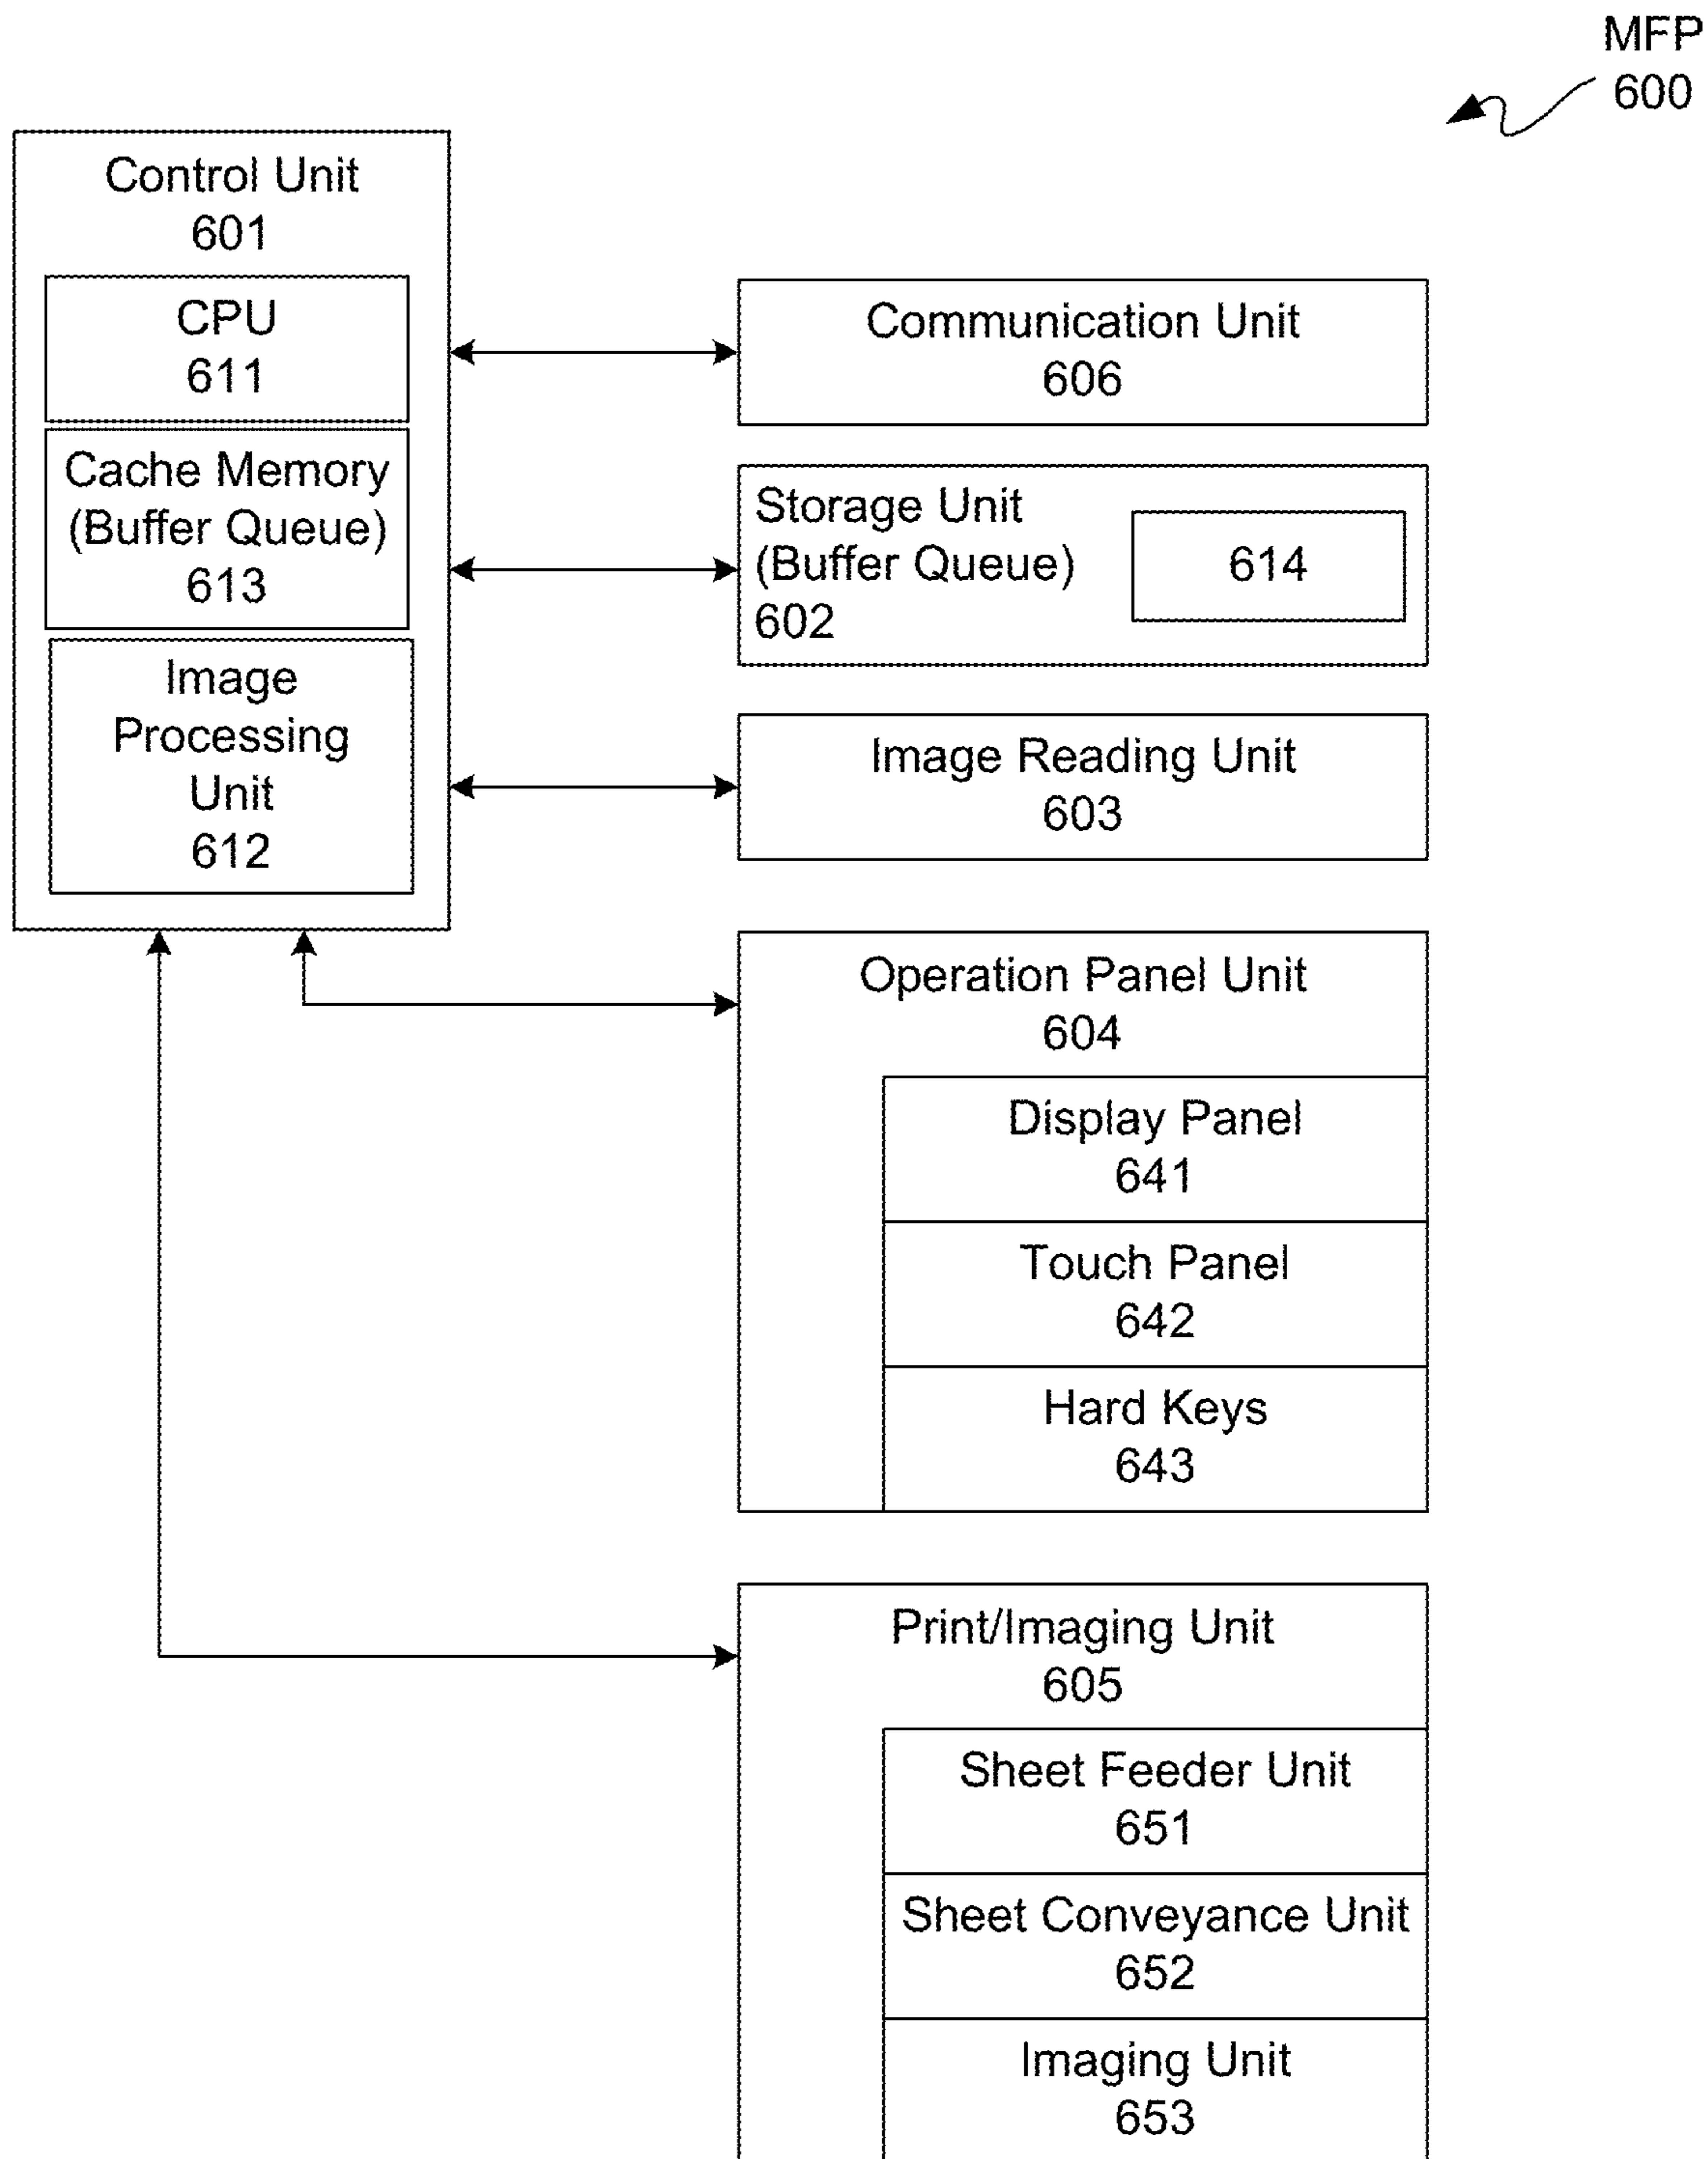 MFP
600
Control Unit
601
CPU
611
Cache Memory
(Buffer Queue)
613
Image
Processing
Unit
612
Communication Unit
606
Storage Unit
(Buffer Queue)
602
614
Image Reading Unit
603
Operation Panel Unit
604
Display Panel
641
Touch Panel
642
Hard Keys
643
Print/Imaging Unit
605
Sheet Feeder Unit
651
Sheet Conveyance Unit
652
Imaging Unit
653